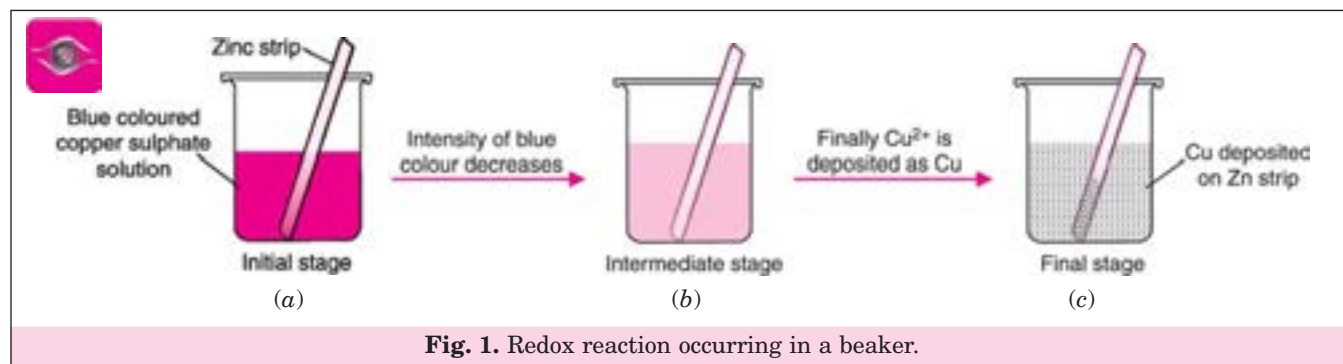 Zinc strip
Blue coloured
copper sulphate
solution
Intensity of blue
colour decreases
Finally Cu²⁺ is
deposited as Cu
Cu deposited
on Zn strip
Initial stage
Intermediate stage
Final stage
(a)
(b)
(c)
Fig. 1. Redox reaction occurring in a beaker.